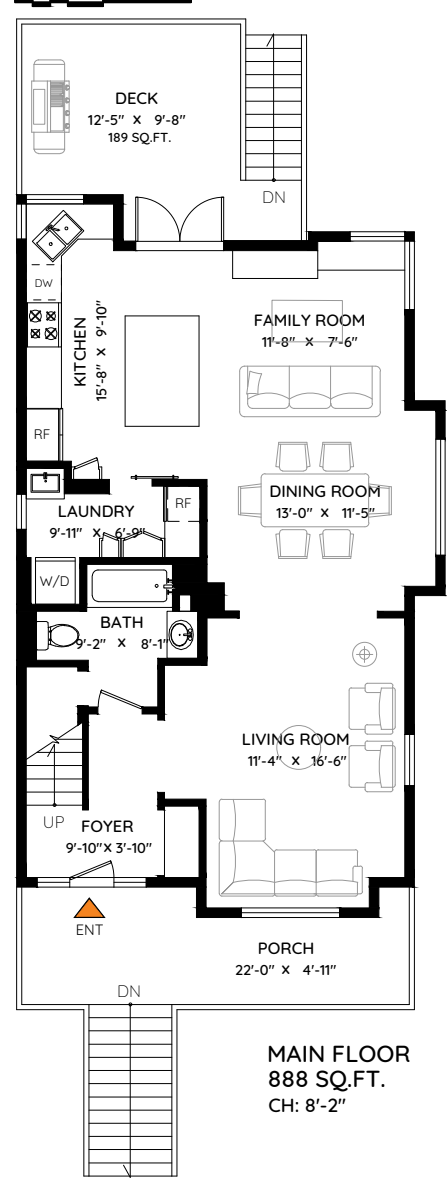 DECK
12'-5" X 9'-8"
189 SQ.FT.
DN
DW
KITCHEN
15'-8" X 9'-10"
FAMILY ROOM
11'-8" X 7'-6"
RF
DINING ROOM
13'-0" X 11'-5"
RF
LAUNDRY
9'-11" X 6'-9"
W/D
BATH
9'-2" X 8'-1"
LIVING ROOM
11'-4" X 16'-6"
UP
FOYER
9'-10" X 3'-10"
ENT
PORCH
22'-0" X 4'-11"
DN
MAIN FLOOR
888 SQ.FT.
CH: 8'-2"